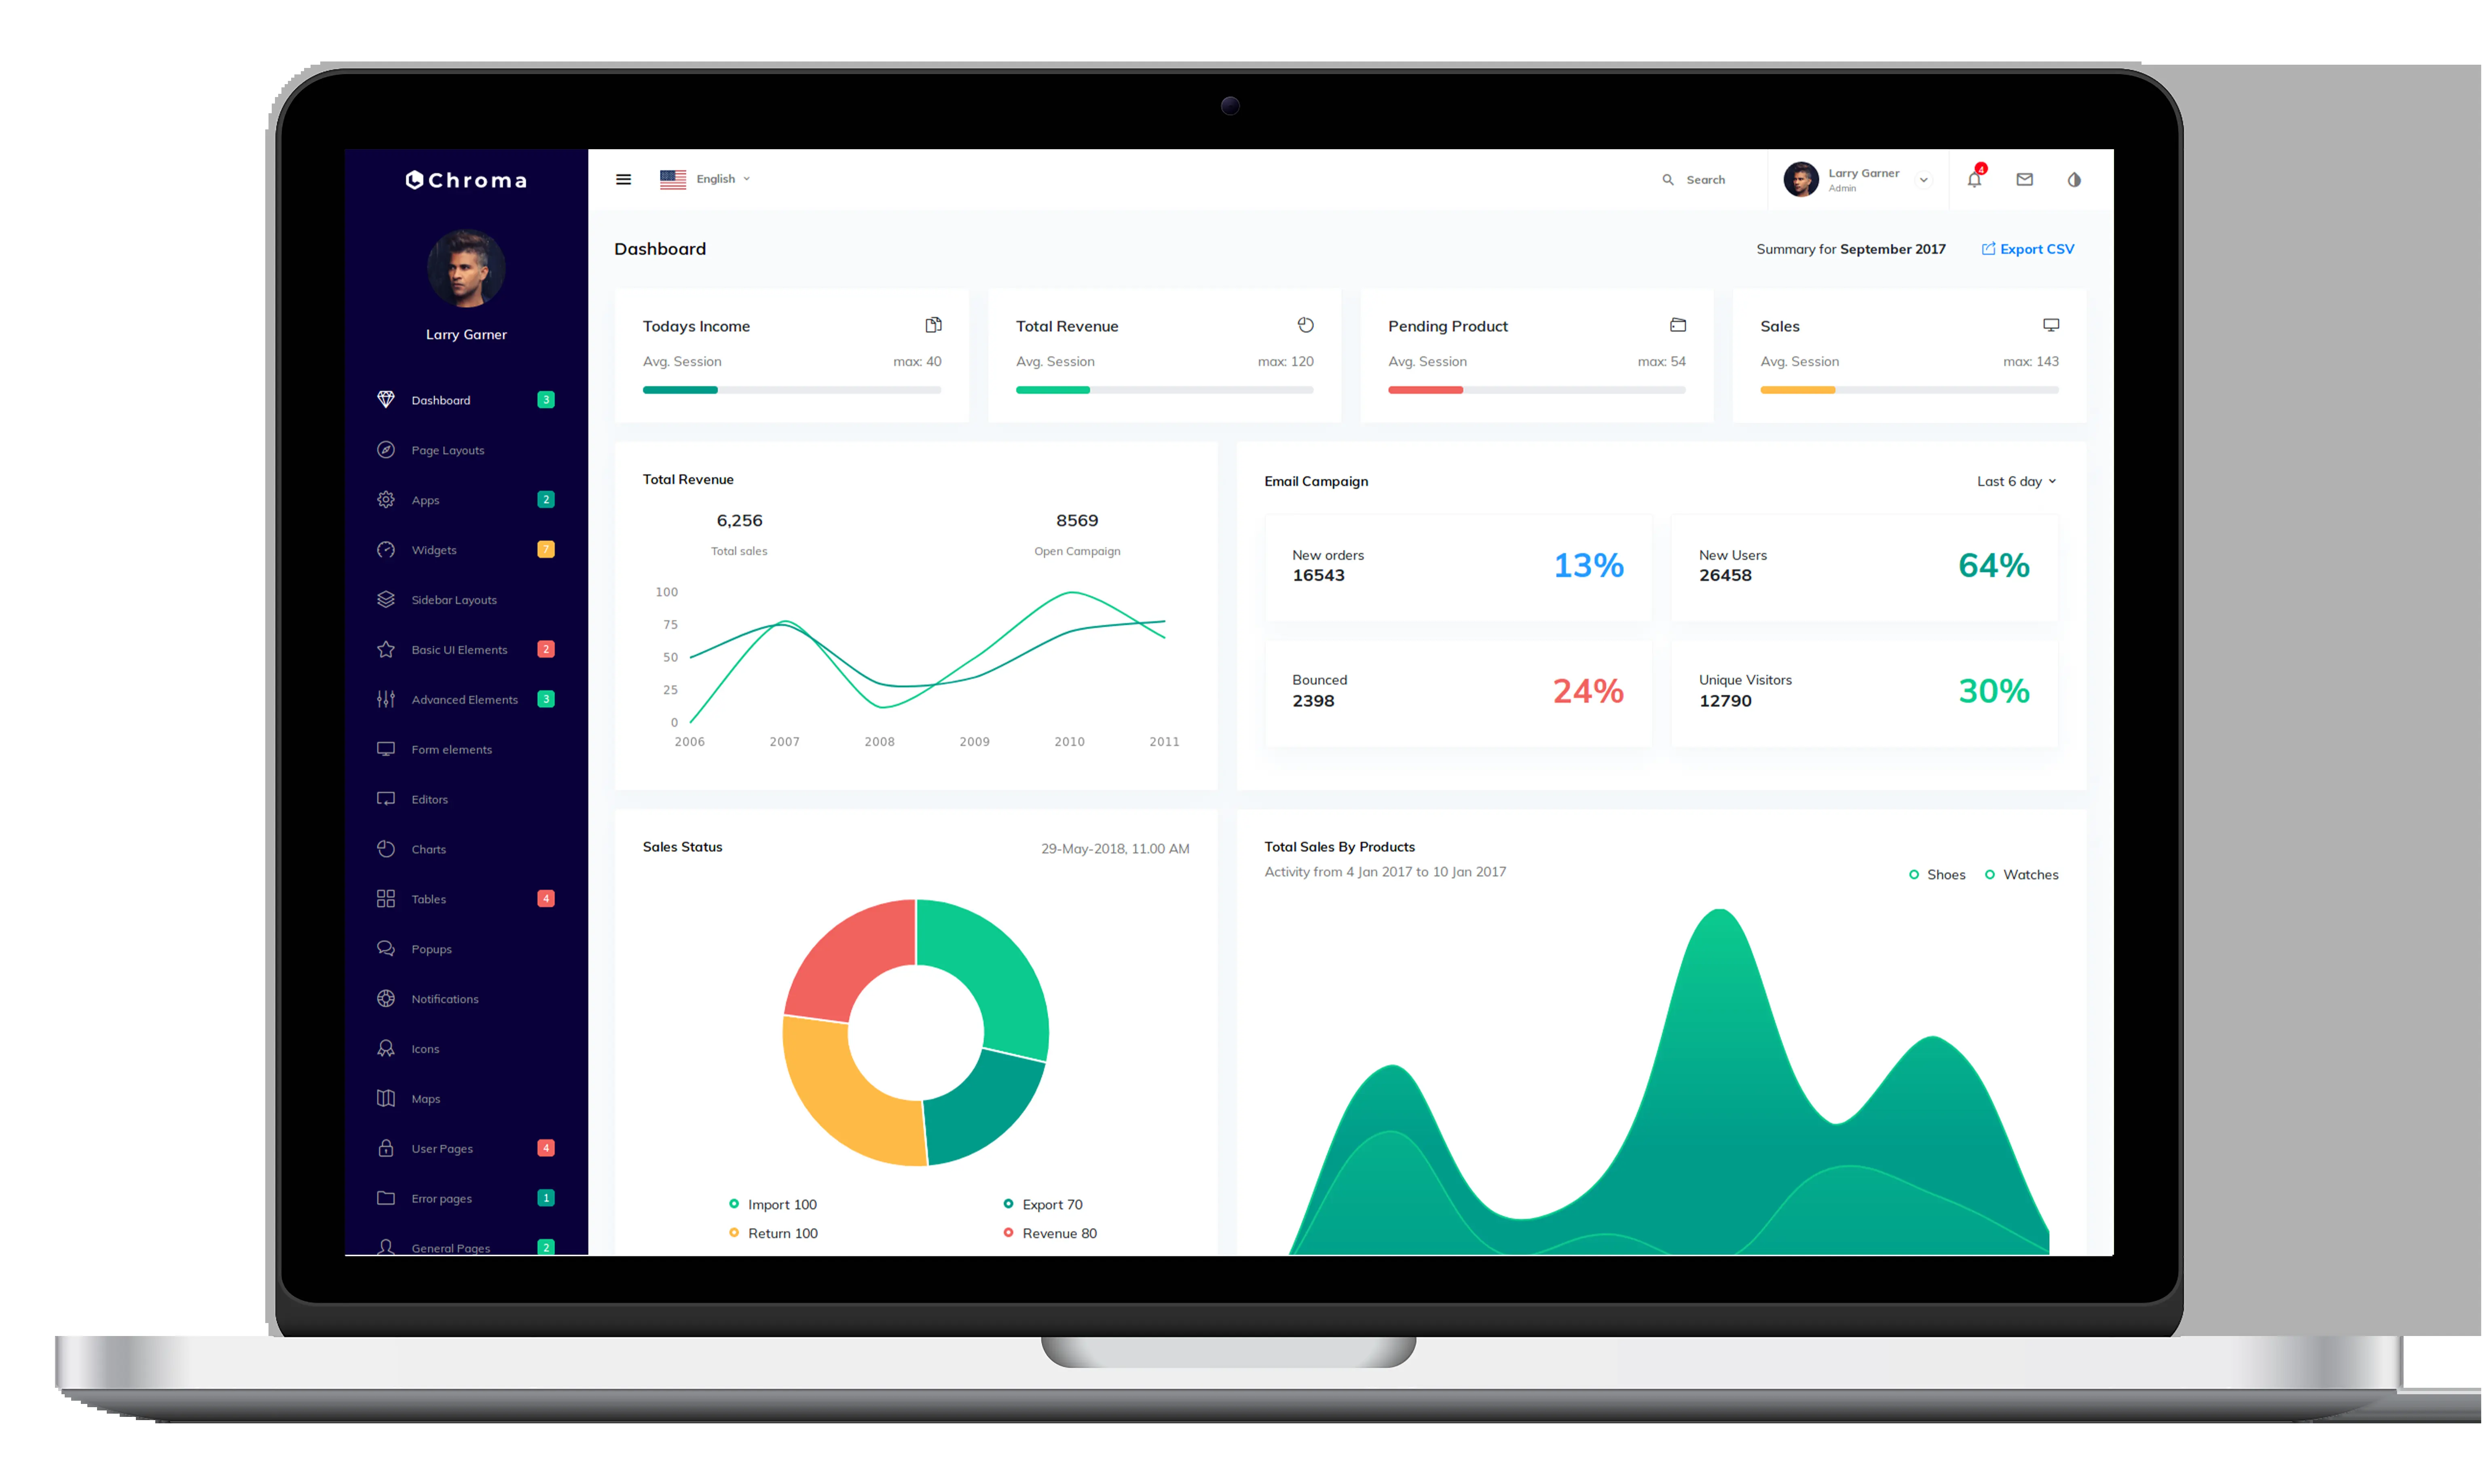 Chroma
Larry Garner
Dashboard 3
Page Layouts
Apps 2
Widgets 7
Sidebar Layouts
Basic UI Elements 2
Advanced Elements 3
Form elements
Editors
Charts
Tables 4
Popups
Notifications
Icons
Maps
User Pages 4
Error pages 1
General Pages 2
English
Search
Larry Garner
Admin
4
Dashboard
Summary for September 2017
Export CSV
Todays Income
Avg. Session max: 40
Total Revenue
Avg. Session max: 120
Pending Product
Avg. Session max: 54
Sales
Avg. Session max: 143
Total Revenue
6,256 8569
Total sales Open Campaign
100
75
50
25
0
2006 2007 2008 2009 2010 2011
Email Campaign Last 6 day
New orders
16543
13%
New Users
26458
64%
Bounced
2398
24%
Unique Visitors
12790
30%
Sales Status 29-May-2018, 11.00 AM
Import 100 Export 70
Return 100 Revenue 80
Total Sales By Products
Activity from 4 Jan 2017 to 10 Jan 2017
Shoes Watches